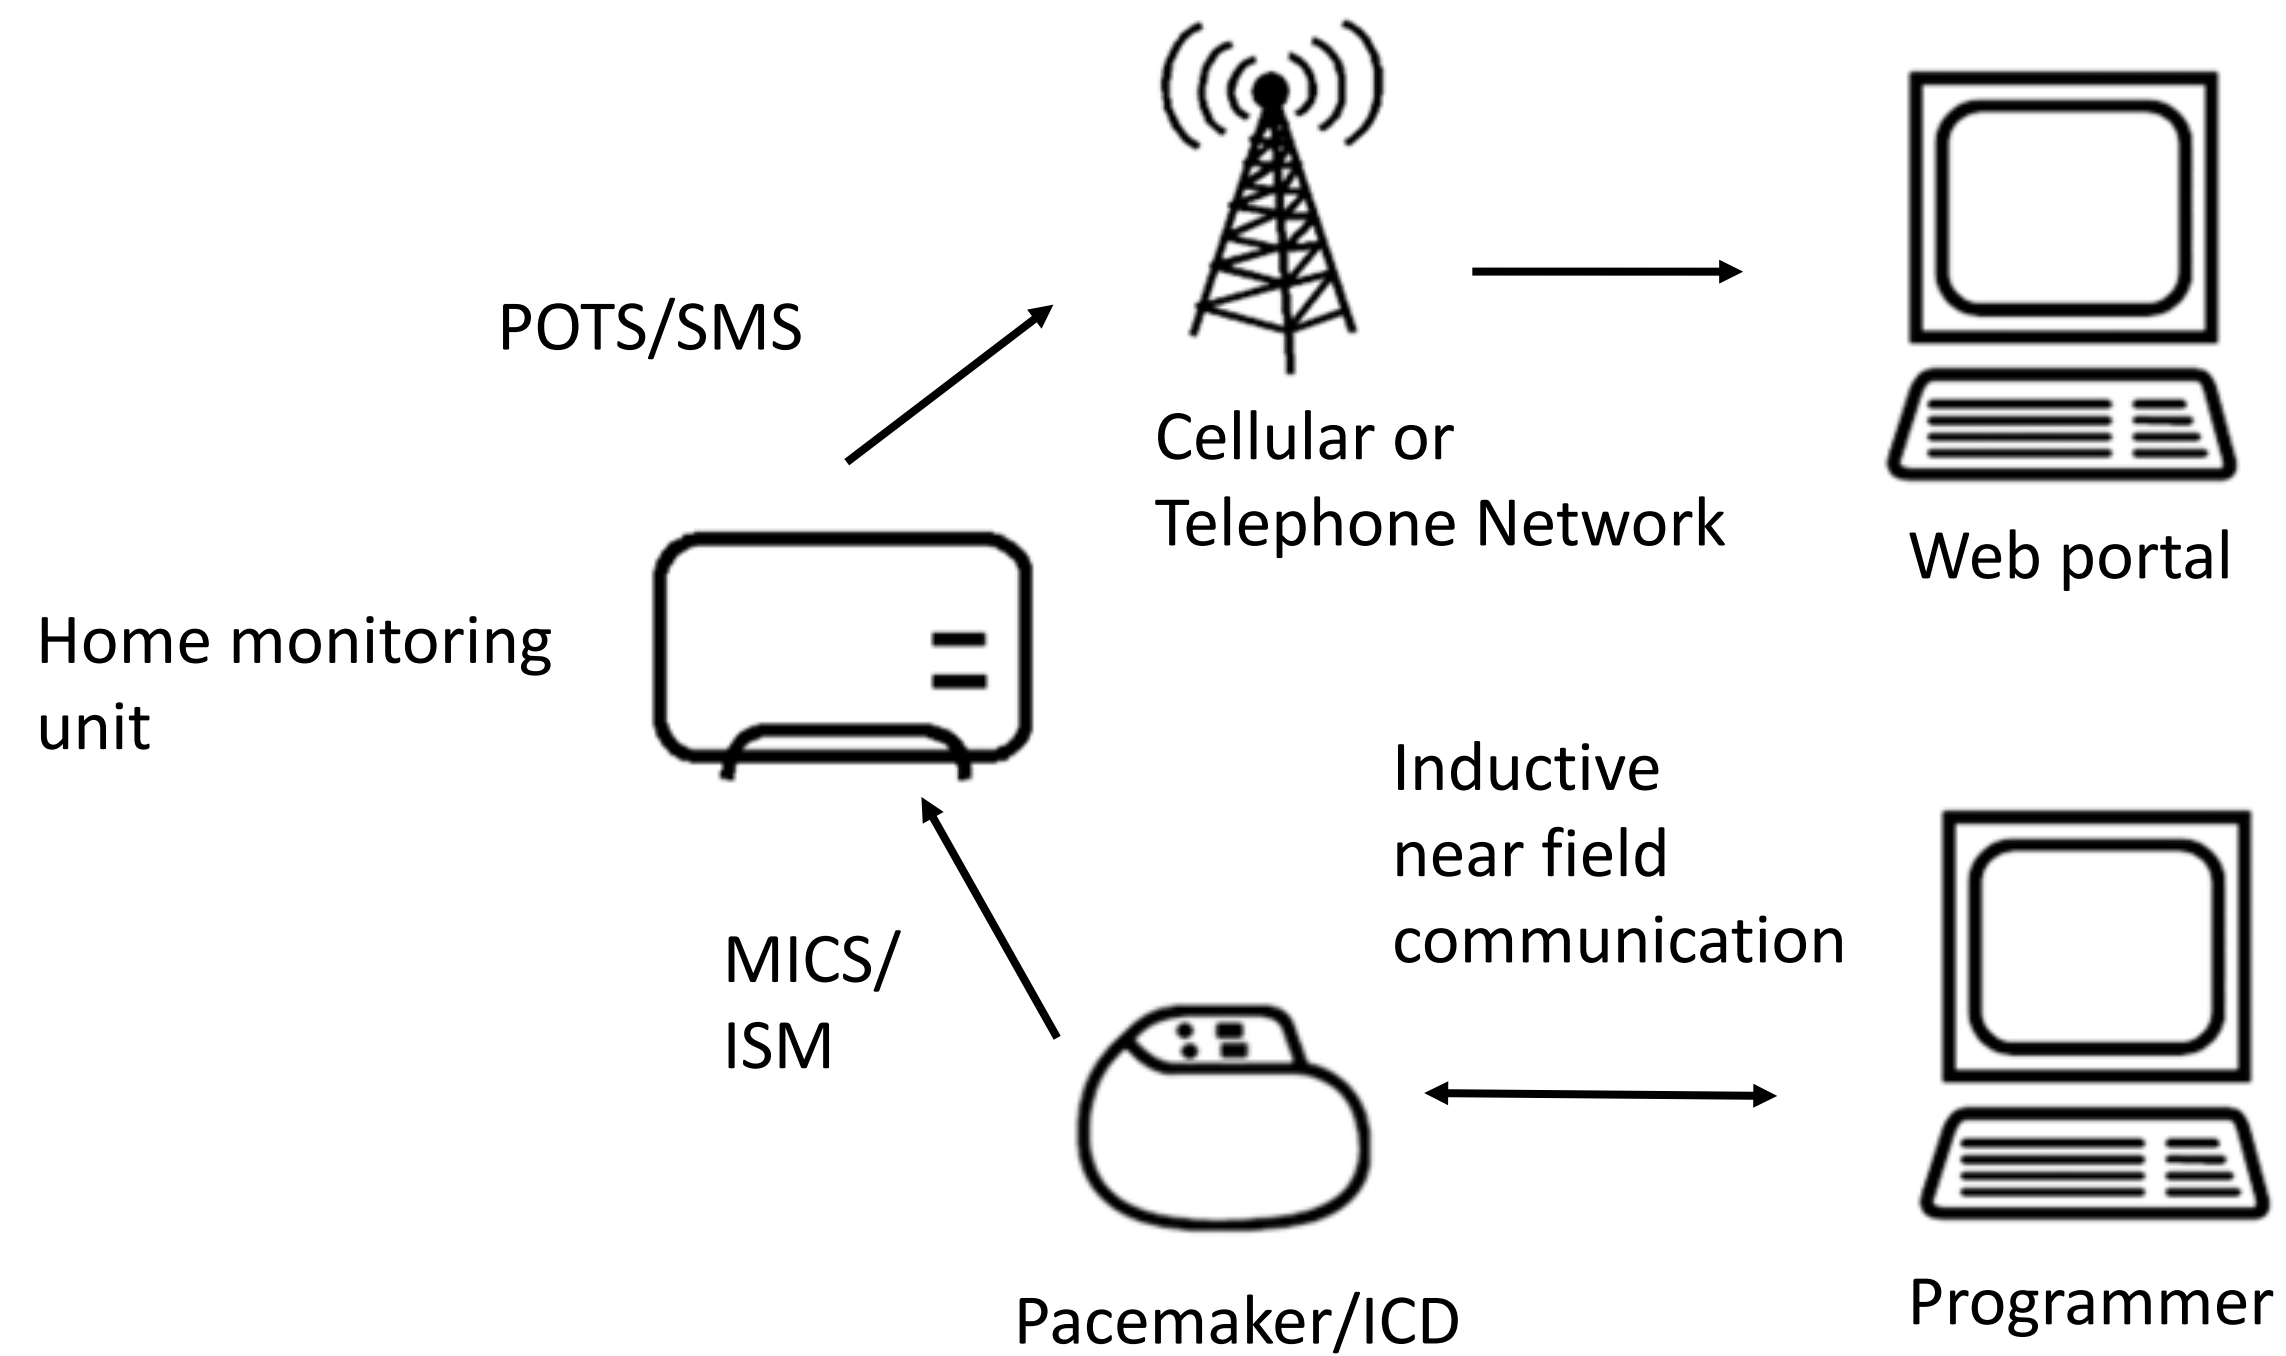 POTS/SMS
Cellular or
Telephone Network
Web portal
Home monitoring
unit
Inductive
near field
communication
MICS/
ISM
Pacemaker/ICD
Programmer